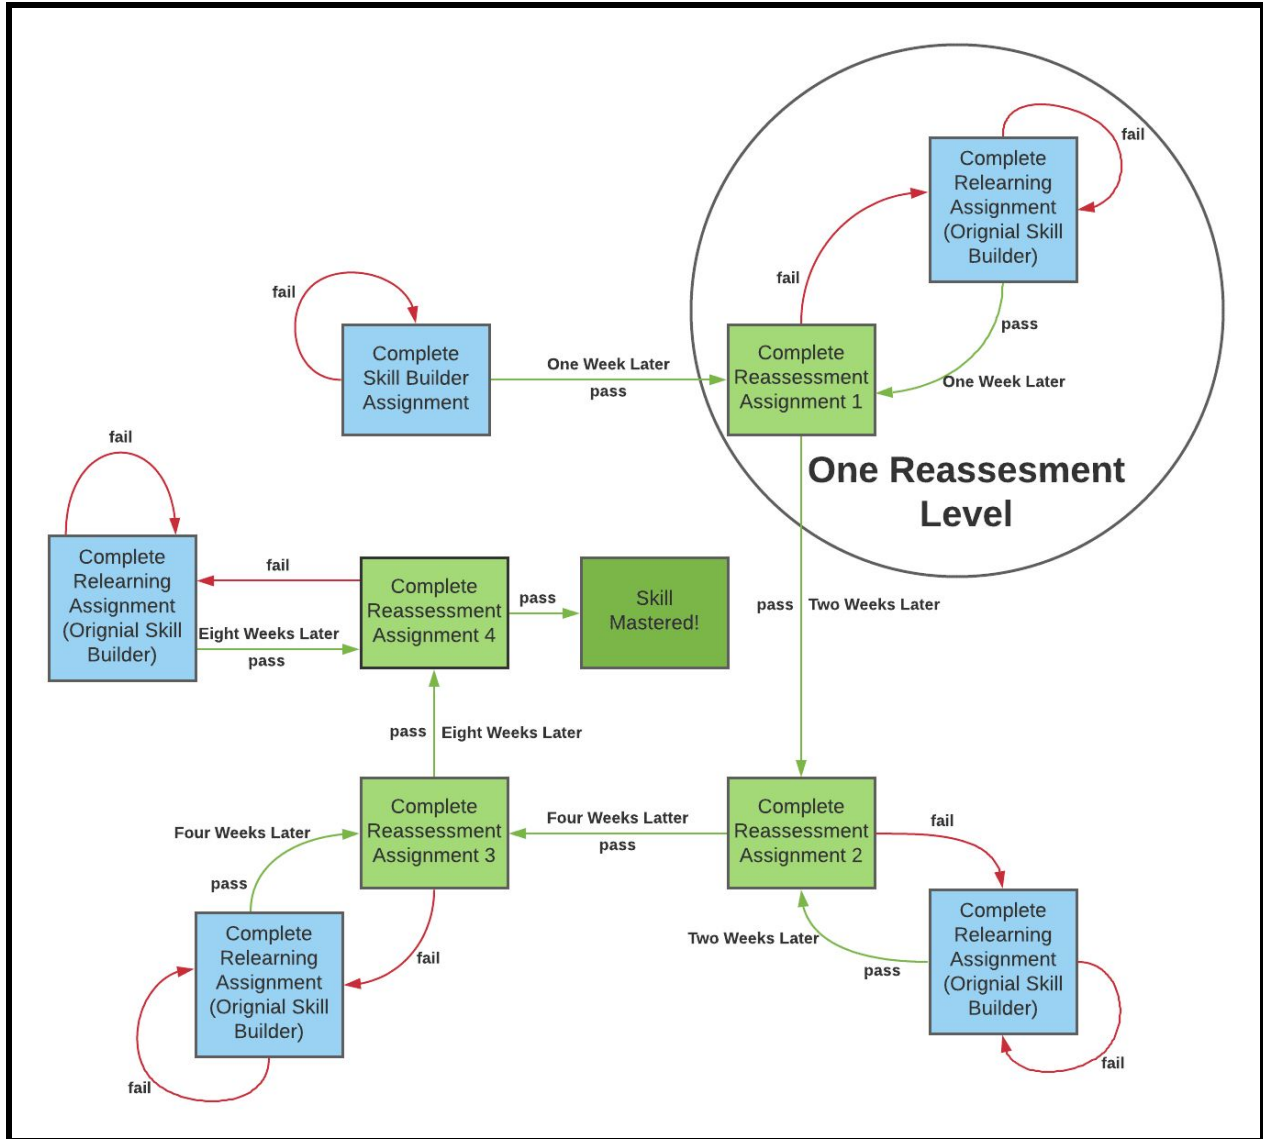 fail
Complete
Relearning
Assignment
(Orignial Skill
Builder)
fail
pass
One Week Later
fail
Complete
Skill Builder
Assignment
One Week Later
pass
Complete
Reassessment
Assignment 1
One Reassesment
Level
fail
Complete
Relearning
Assignment
(Orignial Skill
Builder)
fail
Eight Weeks Later
pass
Complete
Reassessment
Assignment 4
pass
Skill
Mastered!
pass
Two Weeks Later
pass
Eight Weeks Later
Complete
Reassessment
Assignment 3
Four Weeks Latter
pass
Complete
Reassessment
Assignment 2
fail
Four Weeks Later
pass
Complete
Relearning
Assignment
(Orignial Skill
Builder)
fail
fail
Two Weeks Later
pass
Complete
Relearning
Assignment
(Orignial Skill
Builder)
fail